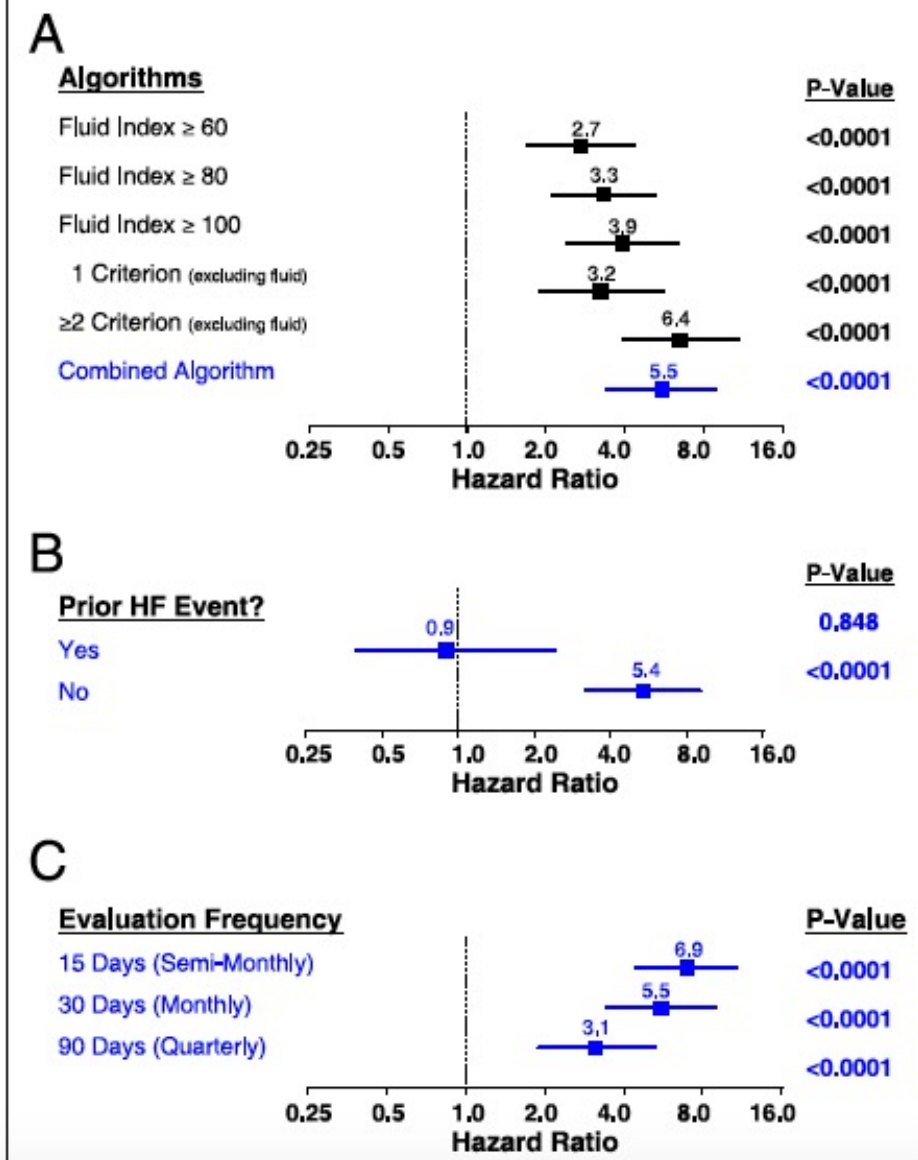 A
Algorithms P-Value
Fluid Index ≥ 60 2.7 <0.0001
Fluid Index ≥ 80 3.3 <0.0001
Fluid Index ≥ 100 3.9 <0.0001
1 Criterion (excluding fluid) 3.2 <0.0001
≥2 Criterion (excluding fluid) 6.4 <0.0001
Combined Algorithm 5.5 <0.0001
0.25 0.5 1.0 2.0 4.0 8.0 16.0
Hazard Ratio
B
P-Value
Prior HF Event? 0.848
Yes 0.9 <0.0001
No 5.4
0.25 0.5 1.0 2.0 4.0 8.0 16.0
Hazard Ratio
C
Evaluation Frequency P-Value
15 Days (Semi-Monthly) 6.9 <0.0001
30 Days (Monthly) 5.5 <0.0001
90 Days (Quarterly) 3.1 <0.0001
0.25 0.5 1.0 2.0 4.0 8.0 16.0
Hazard Ratio